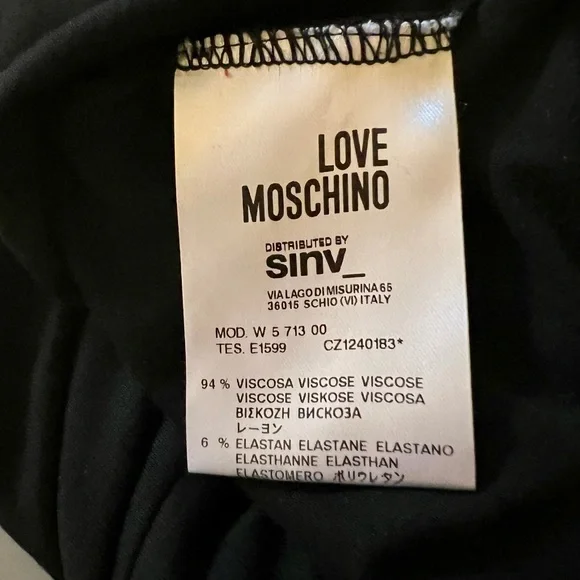 LOVE
MOSCHINO
DISTRIBUTED BY
sinv_
VIA LAGO DI MISURINA 65
36015 SCHIO (VI) ITALY
MOD. W 5 713 00
TES. E1599 CZ1240183*
94 % VISCOSA VISCOSE VISCOSE
VISCOSE VISKOSE VISCOSA
ΒΙΣΚΟΖΗ ВИСКОЗА
レーヨン
6 % ELASTAN ELASTANE ELASTANO
ELASTHANNE ELASTHAN
ELASTOMERO ポリウレタン